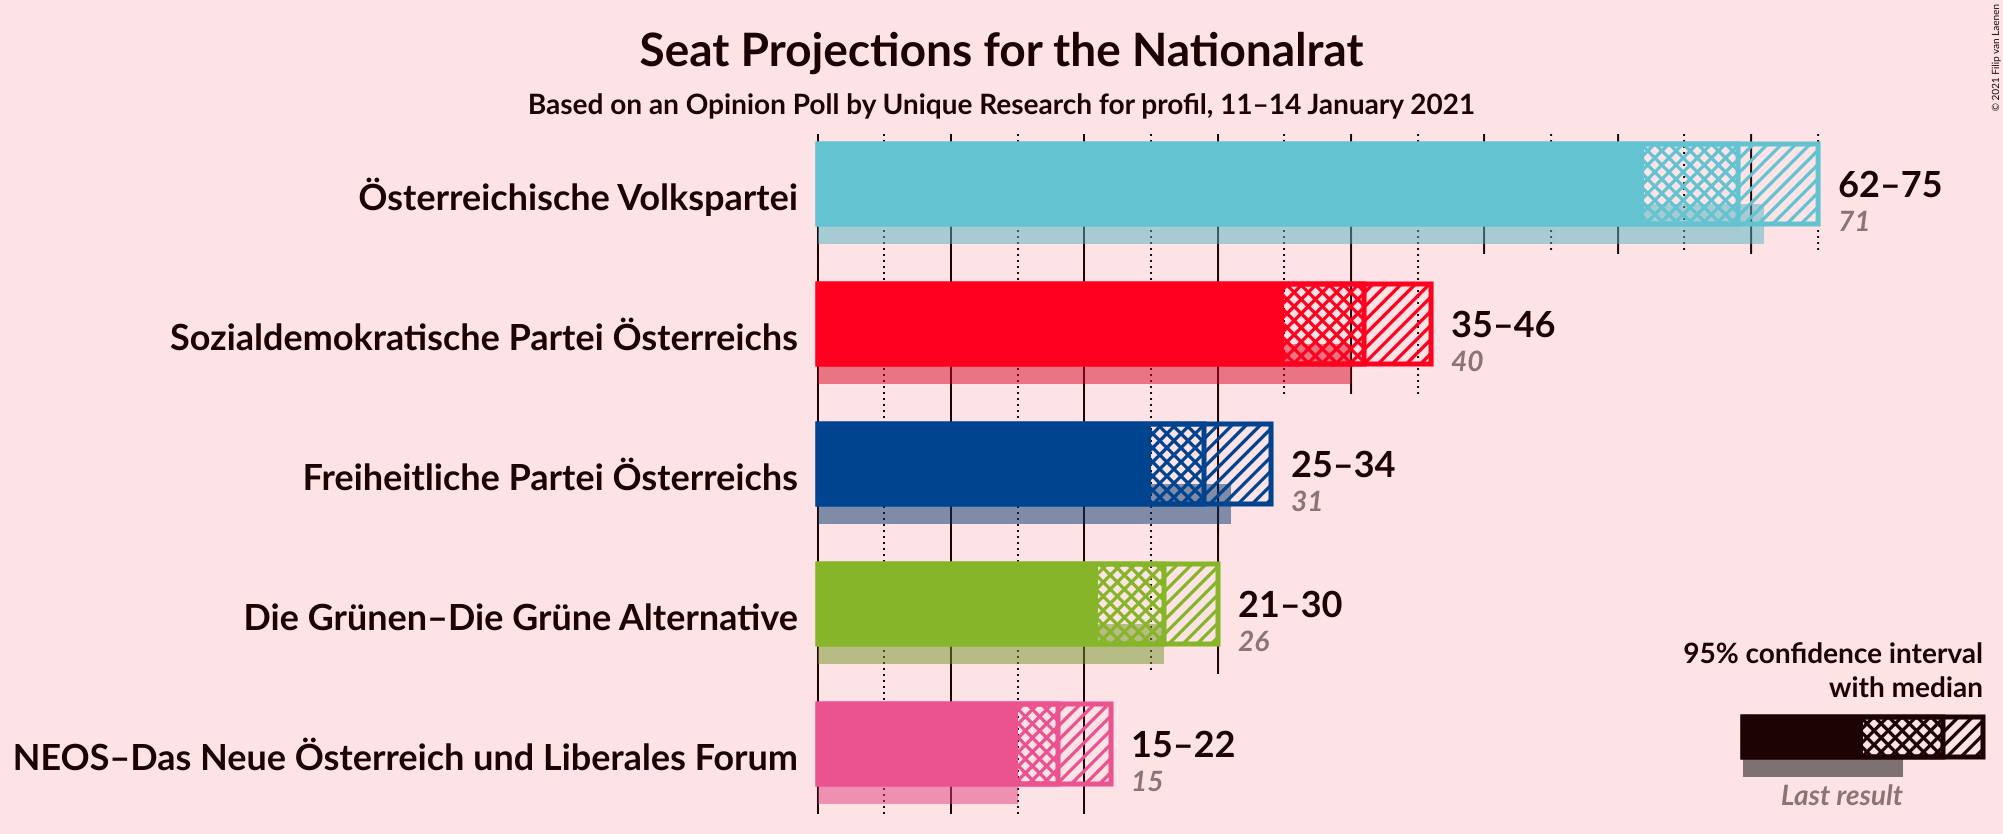 Seat Projections for the Nationalrat
Based on an Opinion Poll by Unique Research for profil, 11–14 January 2021
© 2021 Filip van Laenen
Österreichische Volkspartei
62–75
71
Sozialdemokratische Partei Österreichs
35–46
40
Freiheitliche Partei Österreichs
25–34
31
Die Grünen–Die Grüne Alternative
21–30
26
NEOS–Das Neue Österreich und Liberales Forum
15–22
15
95% confidence interval
with median
Last result